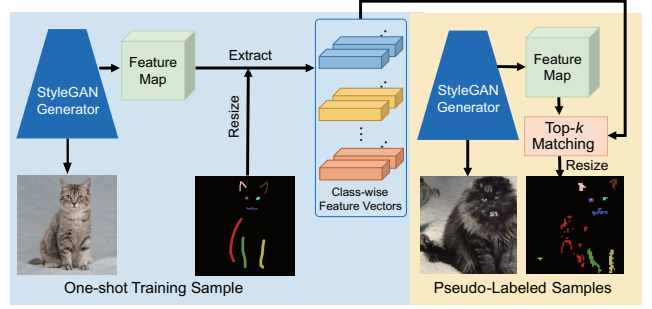 StyleGAN
Generator
Feature
Map
Extract
Resize
Class-wise
Feature Vectors
One-shot Training Sample
StyleGAN
Generator
Feature
Map
Top-k
Matching
Resize
Pseudo-Labeled Samples